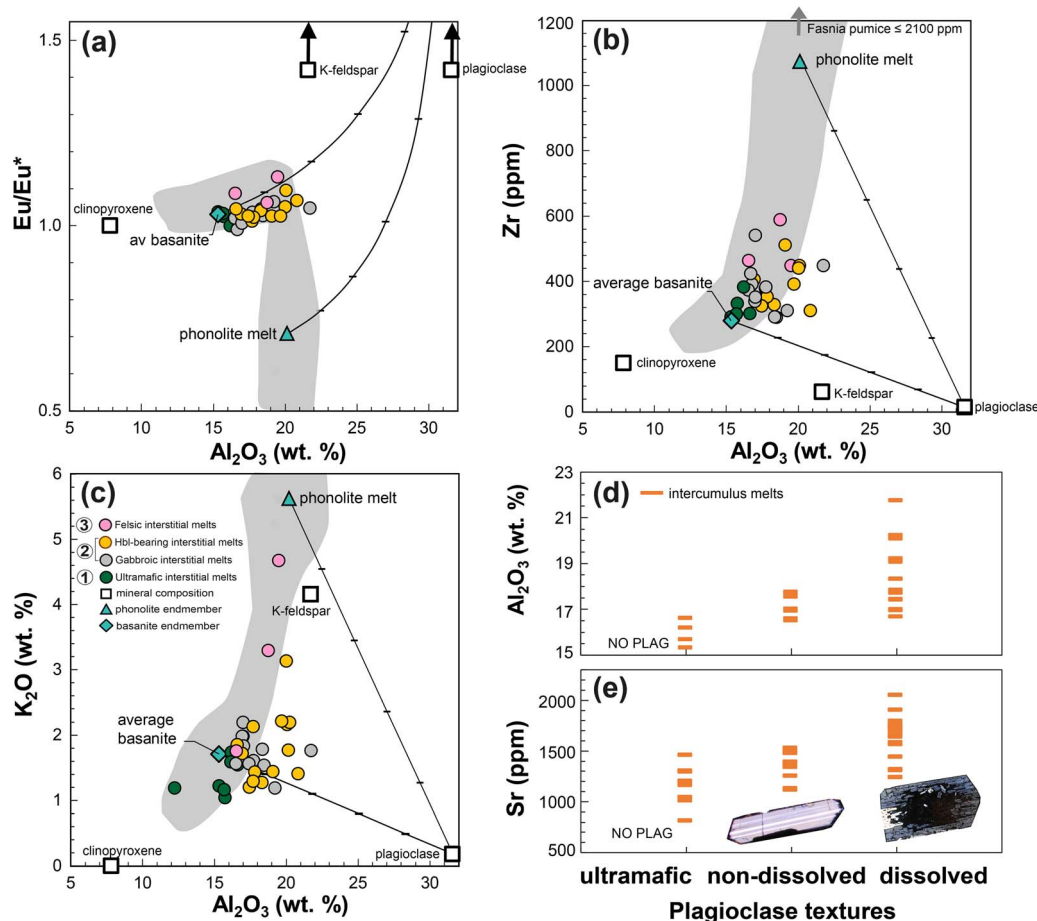 (a)
1.5
1.0
0.5
Eu/Eu*
K-feldspar
plagioclase
clinopyroxene
av basanite
phonolite melt
5 10 15 20 25 30
Al₂O₃ (wt. %)
(b)
1200
1000
800
600
400
200
0
Zr (ppm)
Fasnia pumice ≤ 2100 ppm
phonolite melt
average basanite
clinopyroxene
K-feldspar
plagioclase
5 10 15 20 25 30
Al₂O₃ (wt. %)
(c)
6
5
4
3
2
1
0
K₂O (wt. %)
phonolite melt
3 Felsic interstitial melts
2 Hbl-bearing interstitial melts
Gabbroic interstitial melts
1 Ultramafic interstitial melts
mineral composition
phonolite endmember
basanite endmember
K-feldspar
average
basanite
clinopyroxene
plagioclase
5 10 15 20 25 30
Al₂O₃ (wt. %)
(d)
23
21
19
17
15
Al₂O₃ (wt. %)
intercumulus melts
NO PLAG
(e)
2000
1500
1000
500
Sr (ppm)
NO PLAG
ultramafic non-dissolved dissolved
Plagioclase textures